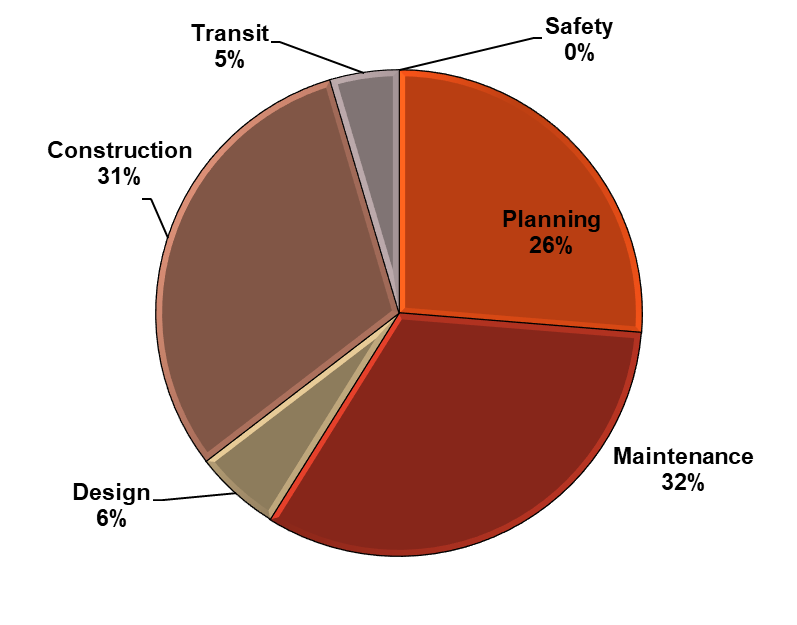 Transit
5%
Safety
0%
Construction
31%
Planning
26%
Maintenance
32%
Design
6%